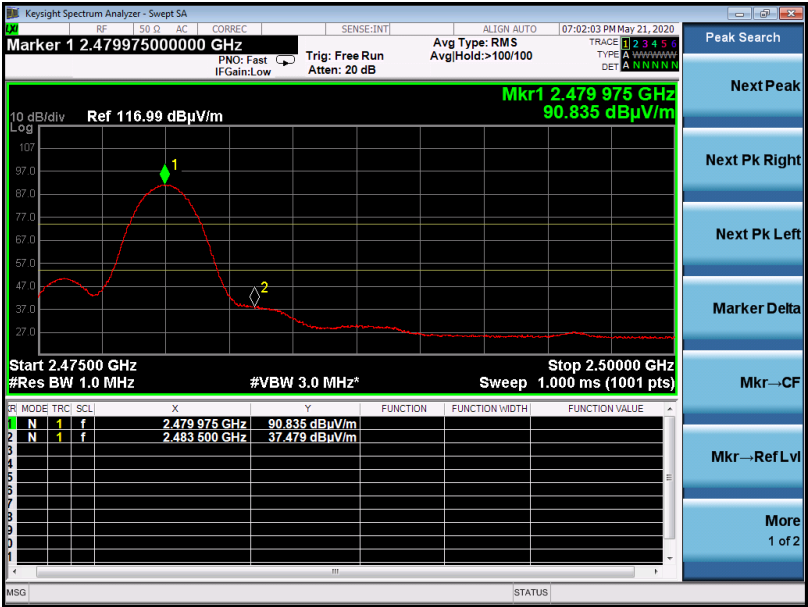 Keysight Spectrum Analyzer - Swept SA
LXI
RF 50 Ω AC CORREC SENSE:INT ALIGN AUTO 07:02:03 PM May 21, 2020
Marker 1 2.479975000000 GHz
PNO: Fast
IFGain:Low
Trig: Free Run
Atten: 20 dB
Avg Type: RMS
Avg|Hold:>100/100
TRACE 1 2 3 4 5 6
TYPE A WWWWW
DET A N N N N N
Mkr1 2.479 975 GHz
90.835 dBµV/m
10 dB/div Ref 116.99 dBµV/m
Log
107
97.0
87.0
77.0
67.0
57.0
47.0
37.0
27.0
1
2
Start 2.47500 GHz Stop 2.50000 GHz
#Res BW 1.0 MHz #VBW 3.0 MHz* Sweep 1.000 ms (1001 pts)
MODE TRC SCL X Y FUNCTION FUNCTION WIDTH FUNCTION VALUE
1 N 1 f 2.479 975 GHz 90.835 dBµV/m
2 N 1 f 2.483 500 GHz 37.479 dBµV/m
3
4
5
6
7
8
9
0
1
MSG STATUS
Peak Search
Next Peak
Next Pk Right
Next Pk Left
Marker Delta
Mkr→CF
Mkr→Ref Lvl
More
1 of 2